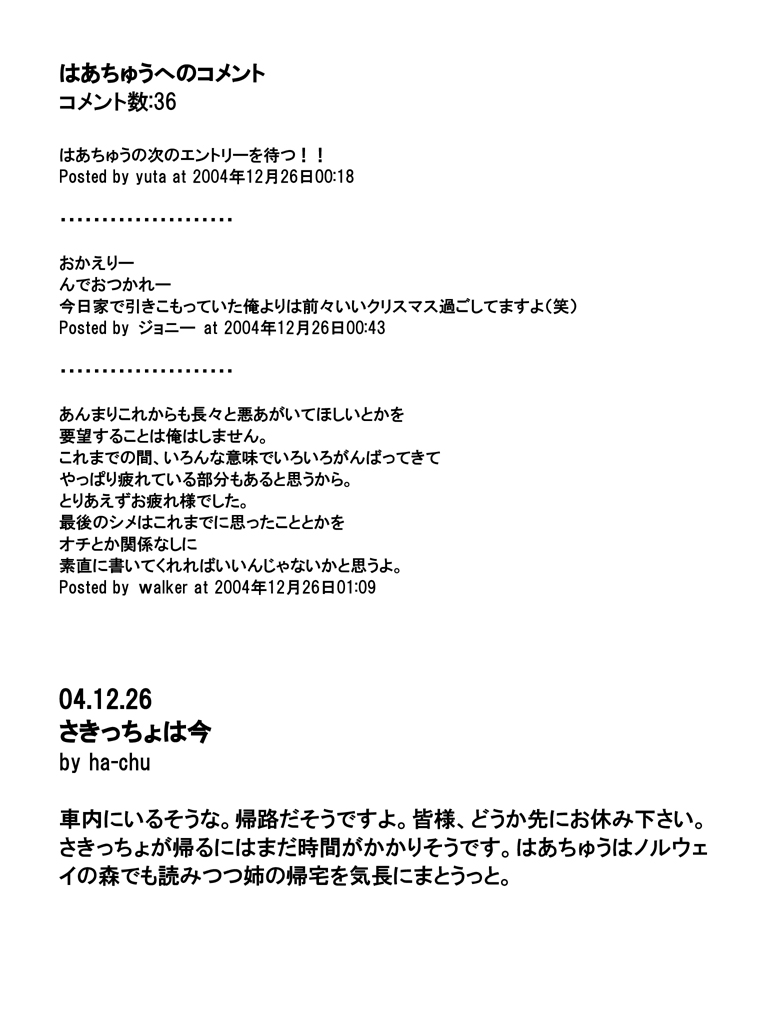 はあちゅうへのコメント
コメント数:36
はあちゅうの次のエントリーを待つ！！
Posted by yuta at 2004年12月26日00:18
・・・・・・・・・・・・・・・・・・・・・
おかえりー
んでおつかれー
今日家で引きこもっていた俺よりは前々いいクリスマス過ごしてますよ（笑）
Posted by ジョニー at 2004年12月26日00:43
・・・・・・・・・・・・・・・・・・・・・
あんまりこれからも長々と悪あがいてほしいとかを
要望することは俺はしません。
これまでの間、いろんな意味でいろいろがんばってきて
やっぱり疲れている部分もあると思うから。
とりあえずお疲れ様でした。
最後のシメはこれまでに思ったこととかを
オチとか関係なしに
素直に書いてくれればいいんじゃないかと思うよ。
Posted by ｗalker at 2004年12月26日01:09
04.12.26
さきっちょは今
by ha-chu
車内にいるそうな。帰路だそうですよ。皆様、どうか先にお休み下さい。
さきっちょが帰るにはまだ時間がかかりそうです。はあちゅうはノルウェ
イの森でも読みつつ姉の帰宅を気長にまとうっと。